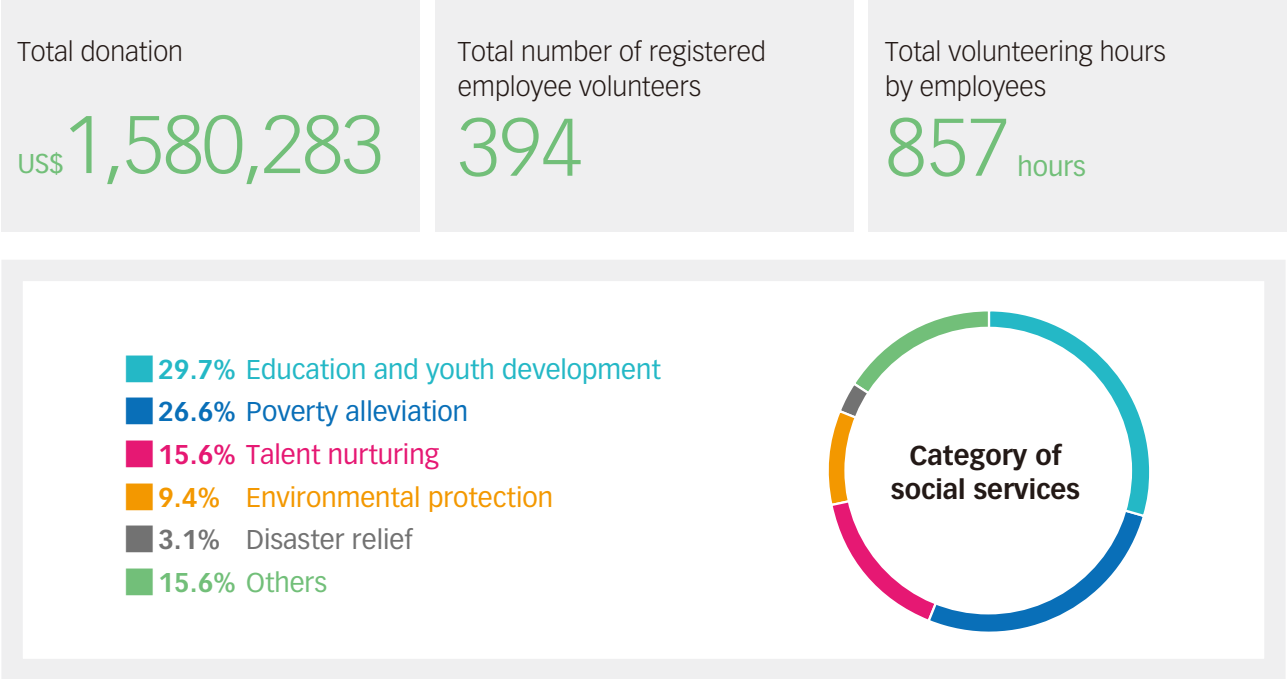 Total donation
US$1,580,283
Total number of registered
employee volunteers
394
Total volunteering hours
by employees
857 hours
29.7% Education and youth development
26.6% Poverty alleviation
15.6% Talent nurturing
9.4% Environmental protection
3.1% Disaster relief
15.6% Others
Category of
social services